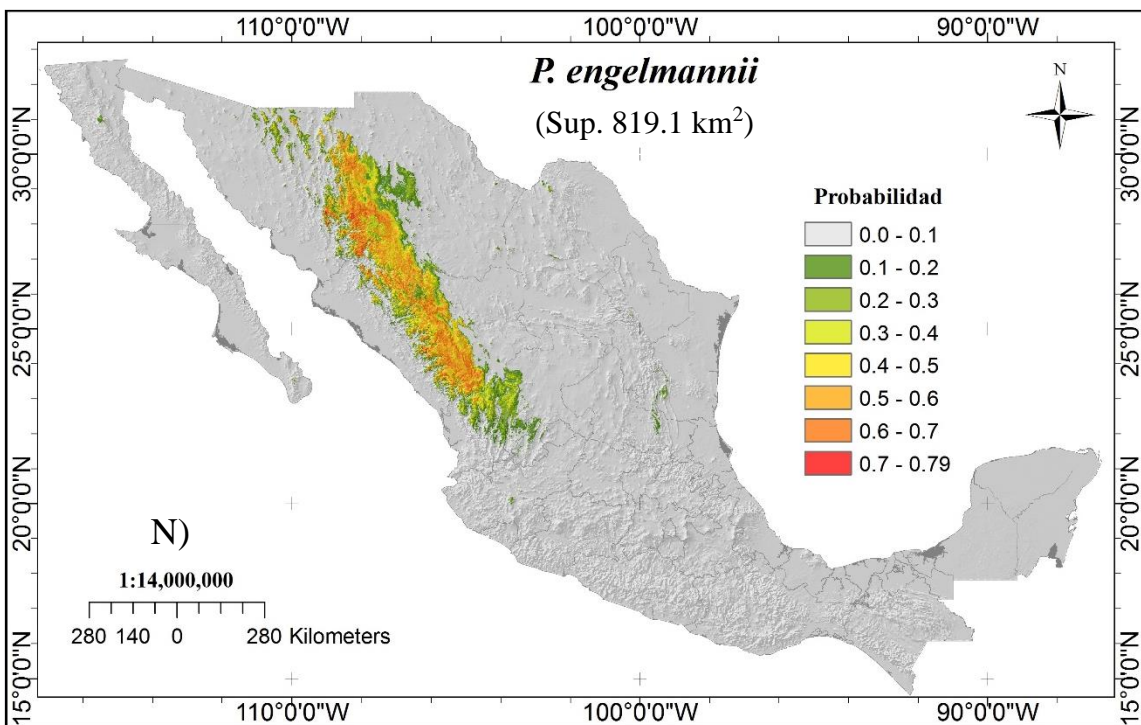 110°0'0"W 100°0'0"W 90°0'0"W
P. engelmannii
(Sup. 819.1 km²)
N
30°0'0"N
25°0'0"N
20°0'0"N
15°0'0"N
30°0'0"N
25°0'0"N
20°0'0"N
15°0'0"N
Probabilidad
0.0 - 0.1
0.1 - 0.2
0.2 - 0.3
0.3 - 0.4
0.4 - 0.5
0.5 - 0.6
0.6 - 0.7
0.7 - 0.79
N)
1:14,000,000
280 140 0 280 Kilometers
110°0'0"W 100°0'0"W 90°0'0"W